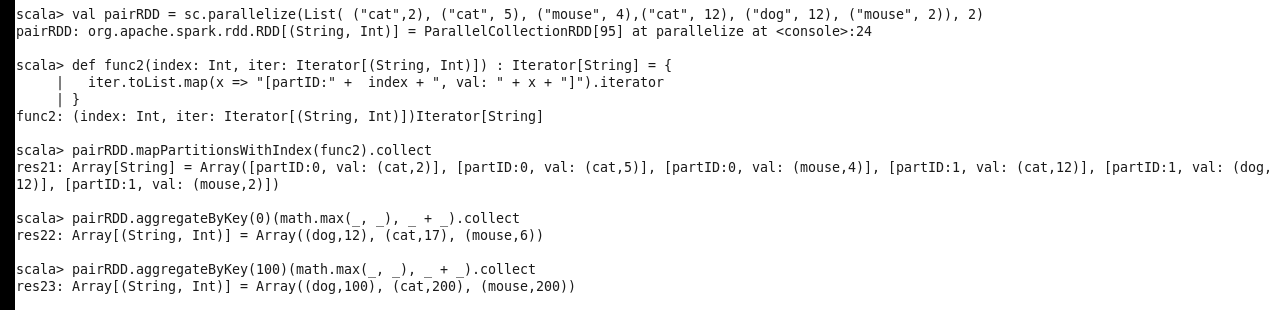 scala> val pairRDD = sc.parallelize(List( ("cat",2), ("cat", 5), ("mouse", 4),("cat", 12), ("dog", 12), ("mouse", 2)), 2)
pairRDD: org.apache.spark.rdd.RDD[(String, Int)] = ParallelCollectionRDD[95] at parallelize at <console>:24
scala> def func2(index: Int, iter: Iterator[(String, Int)]) : Iterator[String] = {
     |   iter.toList.map(x => "[partID:" +  index + ", val: " + x + "]").iterator
     | }
func2: (index: Int, iter: Iterator[(String, Int)])Iterator[String]
scala> pairRDD.mapPartitionsWithIndex(func2).collect
res21: Array[String] = Array([partID:0, val: (cat,2)], [partID:0, val: (cat,5)], [partID:0, val: (mouse,4)], [partID:1, val: (cat,12)], [partID:1, val: (dog,
12)], [partID:1, val: (mouse,2)])
scala> pairRDD.aggregateByKey(0)(math.max(_, _), _ + _).collect
res22: Array[(String, Int)] = Array((dog,12), (cat,17), (mouse,6))
scala> pairRDD.aggregateByKey(100)(math.max(_, _), _ + _).collect
res23: Array[(String, Int)] = Array((dog,100), (cat,200), (mouse,200))